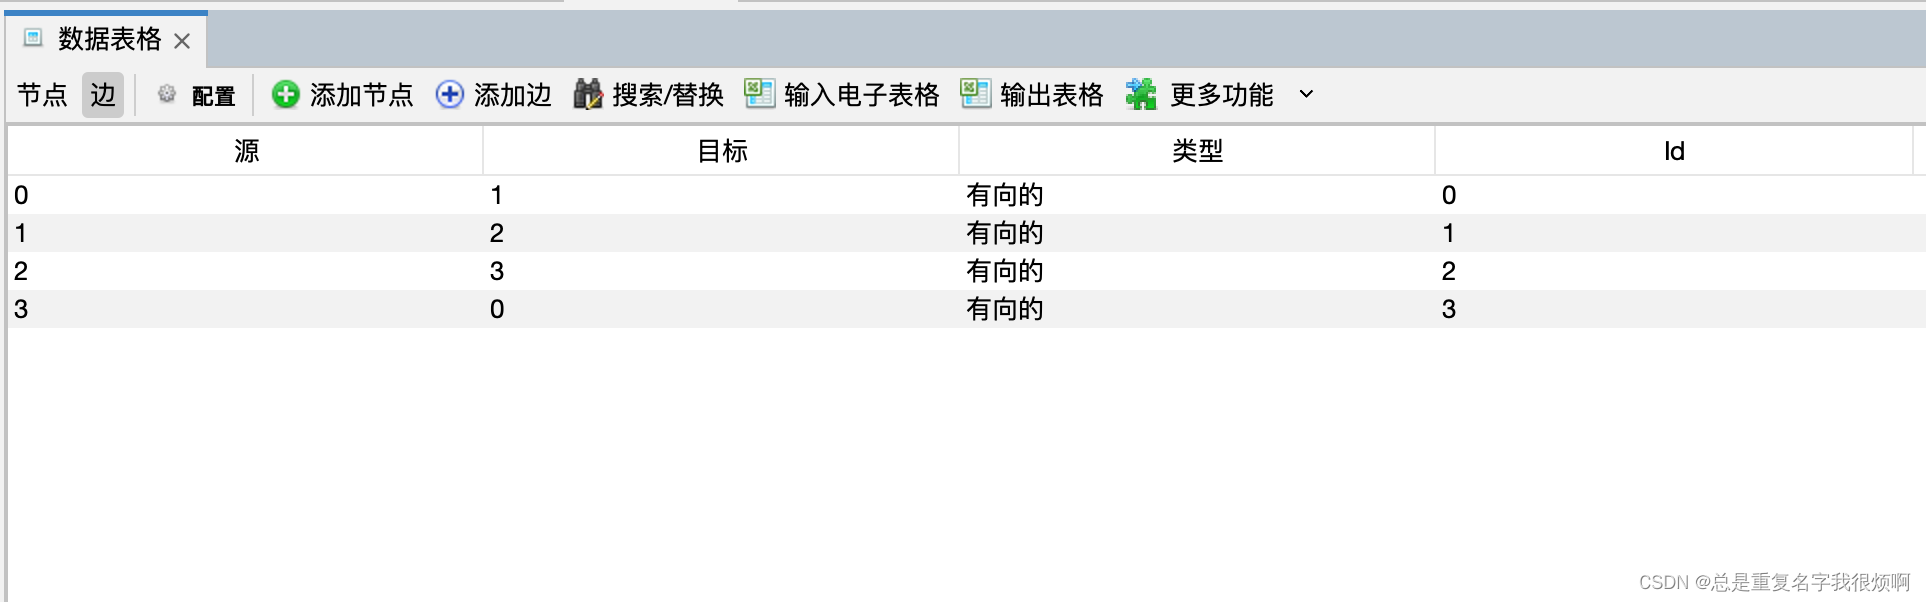 数据表格
节点 边 配置 添加节点 添加边 搜索/替换 输入电子表格 输出表格 更多功能
源 目标 类型 Id
0 1 有向的 0
1 2 有向的 1
2 3 有向的 2
3 0 有向的 3
CSDN @总是重复名字我很烦啊